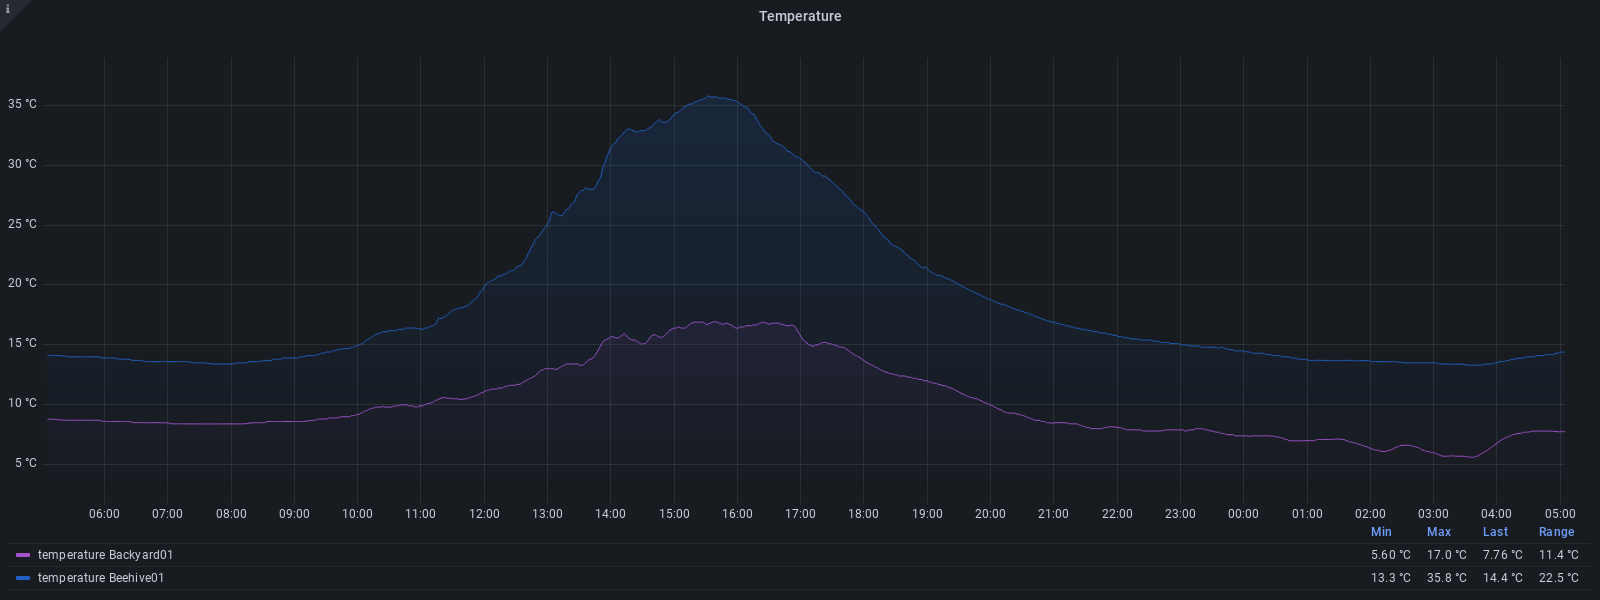 i
Temperature
35 °C
30 °C
25 °C
20 °C
15 °C
10 °C
5 °C
06:00 07:00 08:00 09:00 10:00 11:00 12:00 13:00 14:00 15:00 16:00 17:00 18:00 19:00 20:00 21:00 22:00 23:00 00:00 01:00 02:00 03:00 04:00 05:00
Min Max Last Range
temperature Backyard01 5.60 °C 17.0 °C 7.76 °C 11.4 °C
temperature Beehive01 13.3 °C 35.8 °C 14.4 °C 22.5 °C